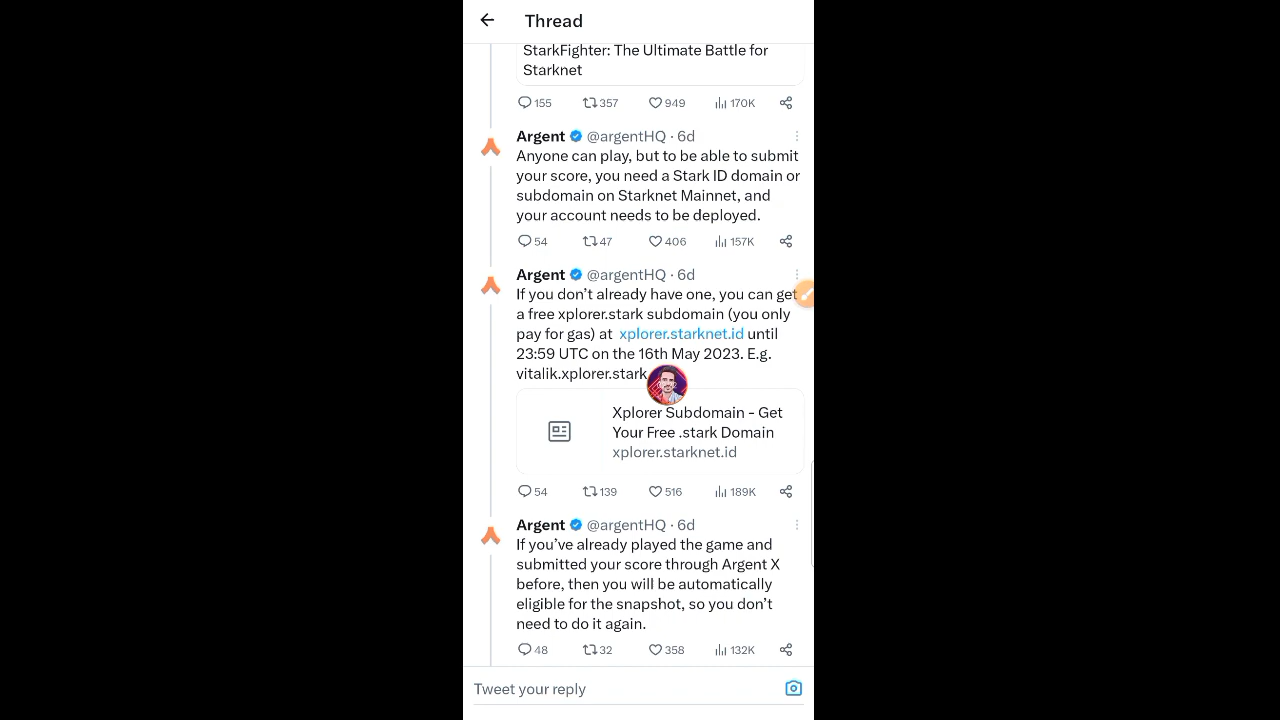 Thread
StarkFighter: The Ultimate Battle for
Starknet
155 357 949 170K
Argent @argentHQ · 6d
Anyone can play, but to be able to submit
your score, you need a Stark ID domain or
subdomain on Starknet Mainnet, and
your account needs to be deployed.
54 47 406 157K
Argent @argentHQ · 6d
If you don’t already have one, you can get
a free xplorer.stark subdomain (you only
pay for gas) at xplorer.starknet.id until
23:59 UTC on the 16th May 2023. E.g.
vitalik.xplorer.stark
Xplorer Subdomain - Get
Your Free .stark Domain
xplorer.starknet.id
54 139 516 189K
Argent @argentHQ · 6d
If you’ve already played the game and
submitted your score through Argent X
before, then you will be automatically
eligible for the snapshot, so you don’t
need to do it again.
48 32 358 132K
Tweet your reply